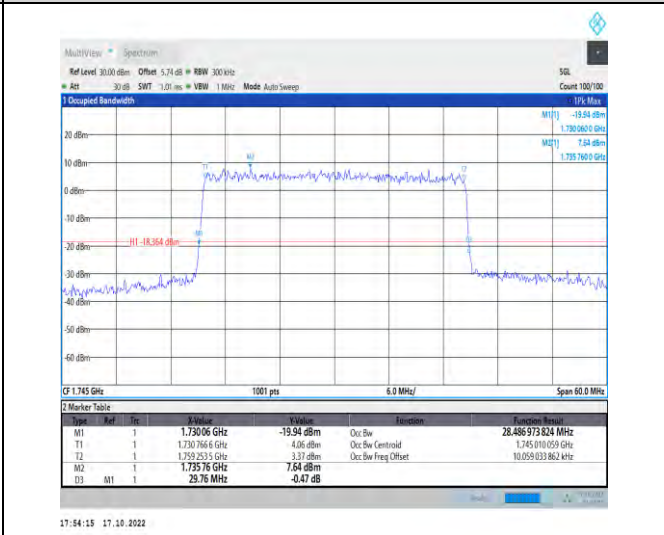 MultiView Spectrum
Ref Level 30.00 dBm Offset 5.74 dB RBW 300 kHz SGL
Att 30 dB SWT 1.01 ms VBW 1 MHz Mode Auto Sweep Count 100/100
1 Occupied Bandwidth 1Pk Max
M1[1] -19.94 dBm
1.730 060 0 GHz
M2[1] 7.64 dBm
1.735 760 0 GHz
20 dBm
10 dBm
0 dBm
-10 dBm
-20 dBm
-30 dBm
-40 dBm
-50 dBm
-60 dBm
H1 -18.364 dBm
T1
M2
T2
M1
D3
CF 1.745 GHz 1001 pts 6.0 MHz/ Span 60.0 MHz
2 Marker Table
Type Ref Trc X-Value Y-Value Function Function Result
M1 1 1.730 06 GHz -19.94 dBm Occ Bw 28.486 973 824 MHz
T1 1 1.730 766 6 GHz 4.06 dBm Occ Bw Centroid 1.745 010 059 GHz
T2 1 1.759 253 5 GHz 3.37 dBm Occ Bw Freq Offset 10.059 033 862 kHz
M2 1 1.735 76 GHz 7.64 dBm
D3 M1 1 29.76 MHz -0.47 dB
17:54:15 17.10.2022